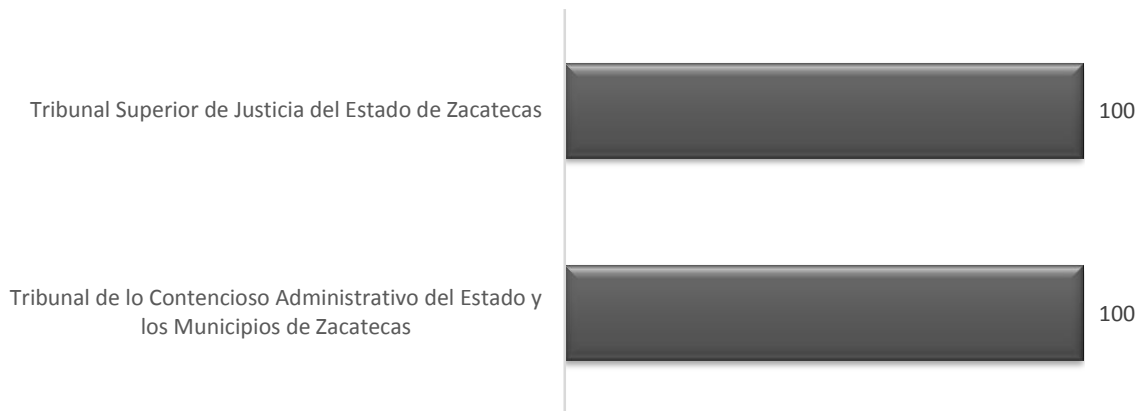 Tribunal Superior de Justicia del Estado de Zacatecas
100
Tribunal de lo Contencioso Administrativo del Estado y
los Municipios de Zacatecas
100